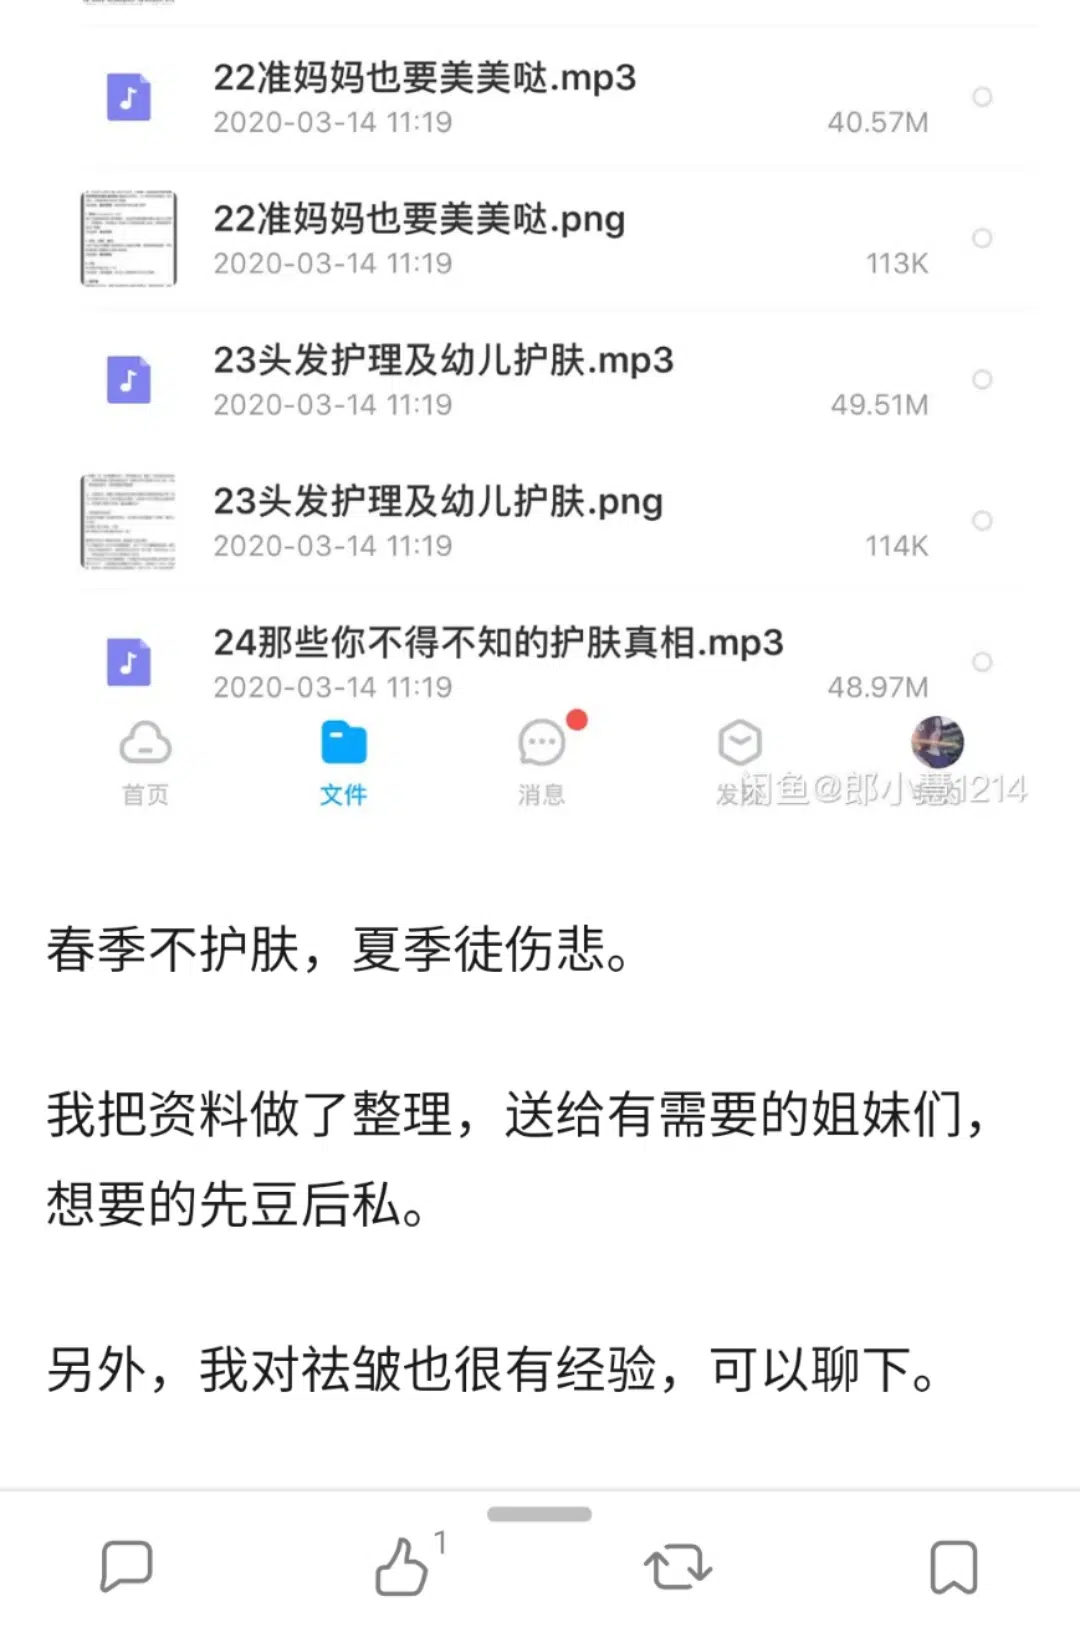 22准妈妈也要美美哒.mp3
2020-03-14 11:19 40.57M
22准妈妈也要美美哒.png
2020-03-14 11:19 113K
23头发护理及幼儿护肤.mp3
2020-03-14 11:19 49.51M
23头发护理及幼儿护肤.png
2020-03-14 11:19 114K
24那些你不得不知的护肤真相.mp3
2020-03-14 11:19 48.97M
首页 文件 消息 发
闲鱼@郎小慧1214
春季不护肤，夏季徒伤悲。
我把资料做了整理，送给有需要的姐妹们，
想要的先豆后私。
另外，我对祛皱也很有经验，可以聊下。
1